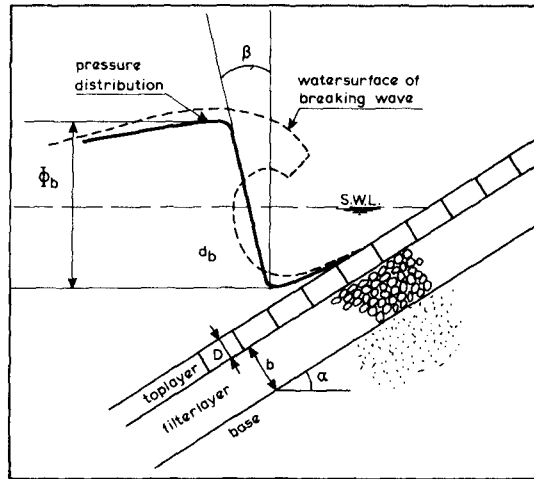 β
pressure
distribution
watersurface of
breaking wave
Φb
S.W.L.
db
D
b
α
toplayer
filterlayer
base